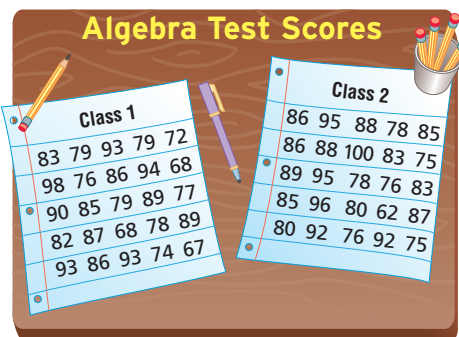 Algebra Test Scores
Class 1
83 79 93 79 72
98 76 86 94 68
90 85 79 89 77
82 87 68 78 89
93 86 93 74 67
Class 2
86 95 88 78 85
86 88 100 83 75
89 95 78 76 83
85 96 80 62 87
80 92 76 92 75